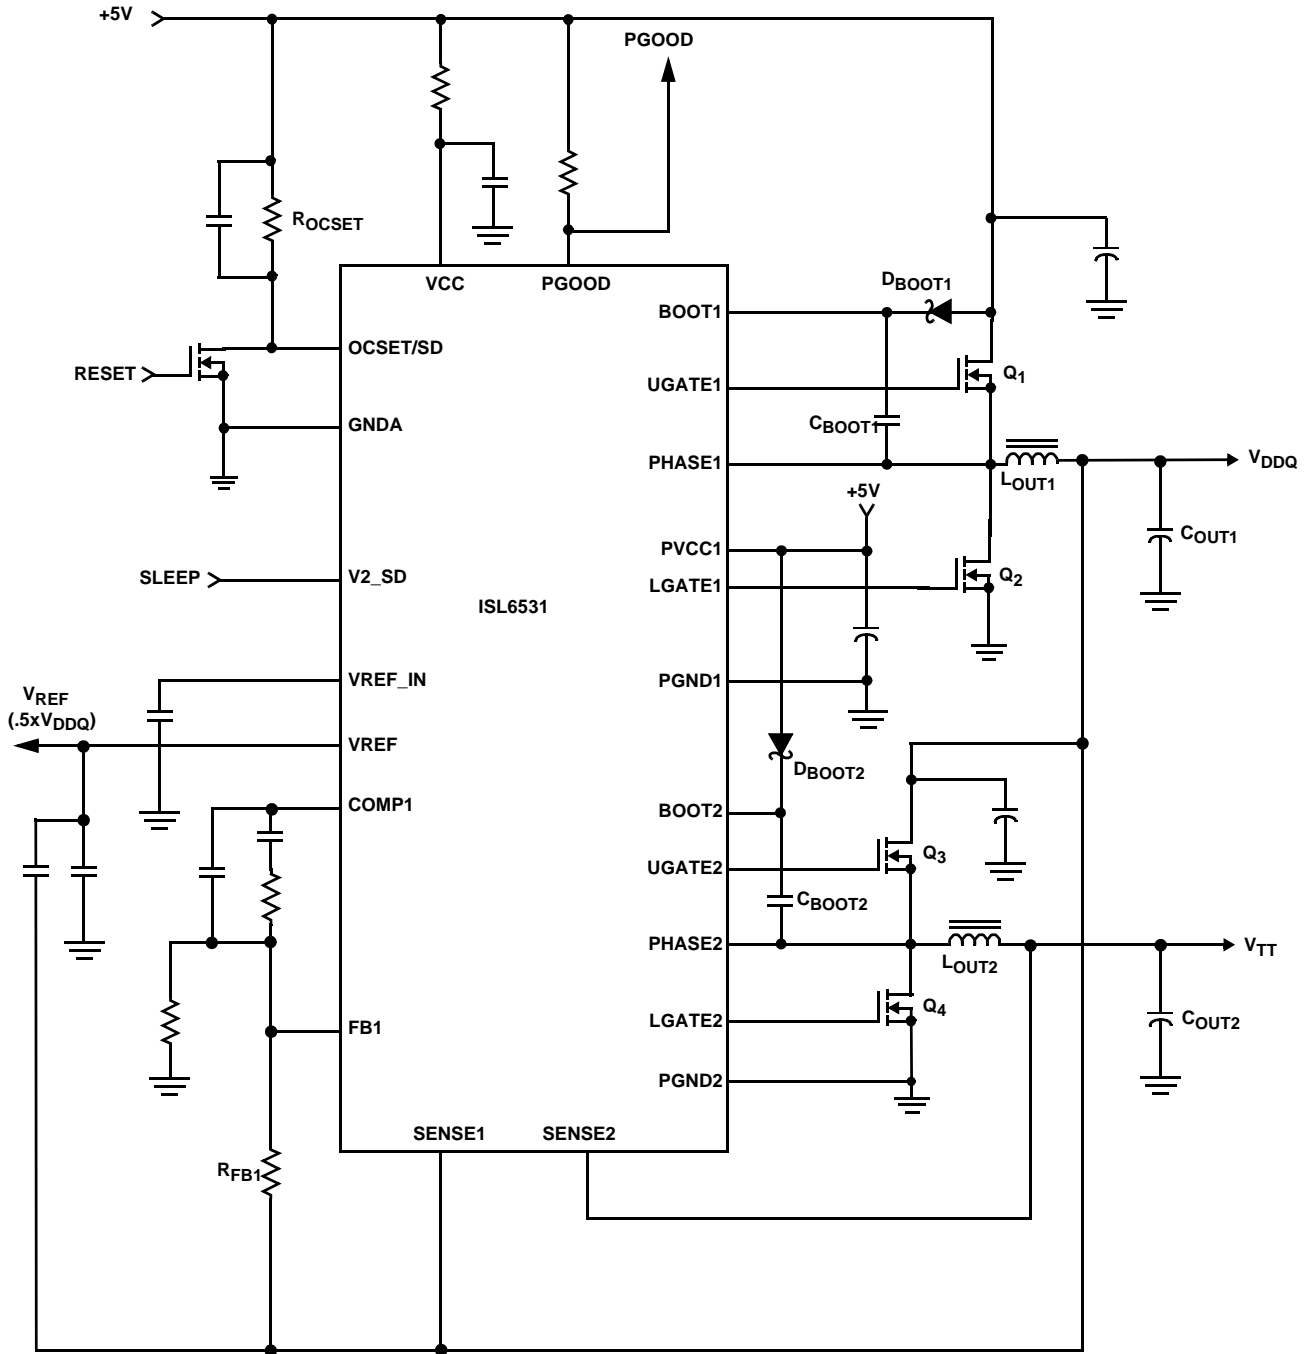 +5V
PGOOD
ROCSET
VCC
PGOOD
DBOOT1
BOOT1
OCSET/SD
RESET
UGATE1
Q1
GNDA
CBOOT1
PHASE1
VDDQ
LOUT1
+5V
COUT1
PVCC1
SLEEP
V2_SD
LGATE1
Q2
ISL6531
VREF_IN
PGND1
VREF
(.5xVDDQ)
VREF
DBOOT2
COMP1
BOOT2
UGATE2
Q3
CBOOT2
PHASE2
VTT
LOUT2
Q4
LGATE2
COUT2
FB1
PGND2
SENSE1
SENSE2
RFB1